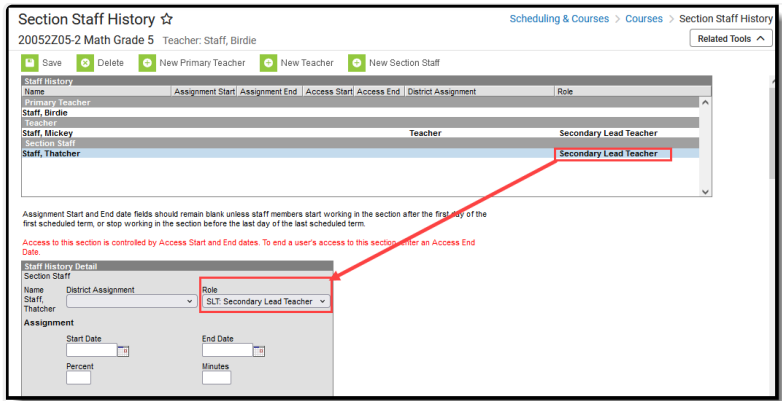 Section Staff History ☆
Scheduling & Courses > Courses > Section Staff History
20052Z05-2 Math Grade 5 Teacher: Staff, Birdie
Related Tools ^
Save Delete New Primary Teacher New Teacher New Section Staff
Staff History
Name Assignment Start Assignment End Access Start Access End District Assignment Role
Primary Teacher
Staff, Birdie
Teacher
Staff, Mickey Teacher Secondary Lead Teacher
Section Staff
Staff, Thatcher Secondary Lead Teacher
Assignment Start and End date fields should remain blank unless staff members start working in the section after the first day of the
first scheduled term, or stop working in the section before the last day of the last scheduled term.
Access to this section is controlled by Access Start and End dates. To end a user's access to this section, enter an Access End
Date.
Staff History Detail
Section Staff
Name District Assignment Role
Staff,
Thatcher SLT: Secondary Lead Teacher
Assignment
Start Date End Date
Percent Minutes